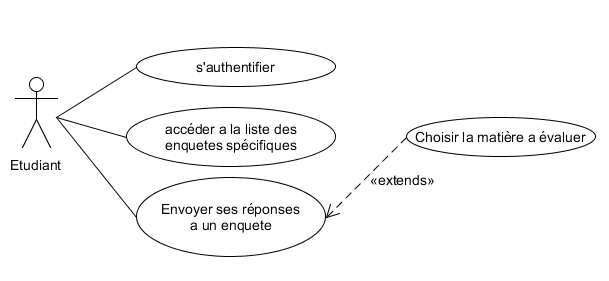 s'authentifier
accéder a la liste des
enquetes spécifiques
Choisir la matière a évaluer
Etudiant
«extends»
Envoyer ses réponses
a un enquete